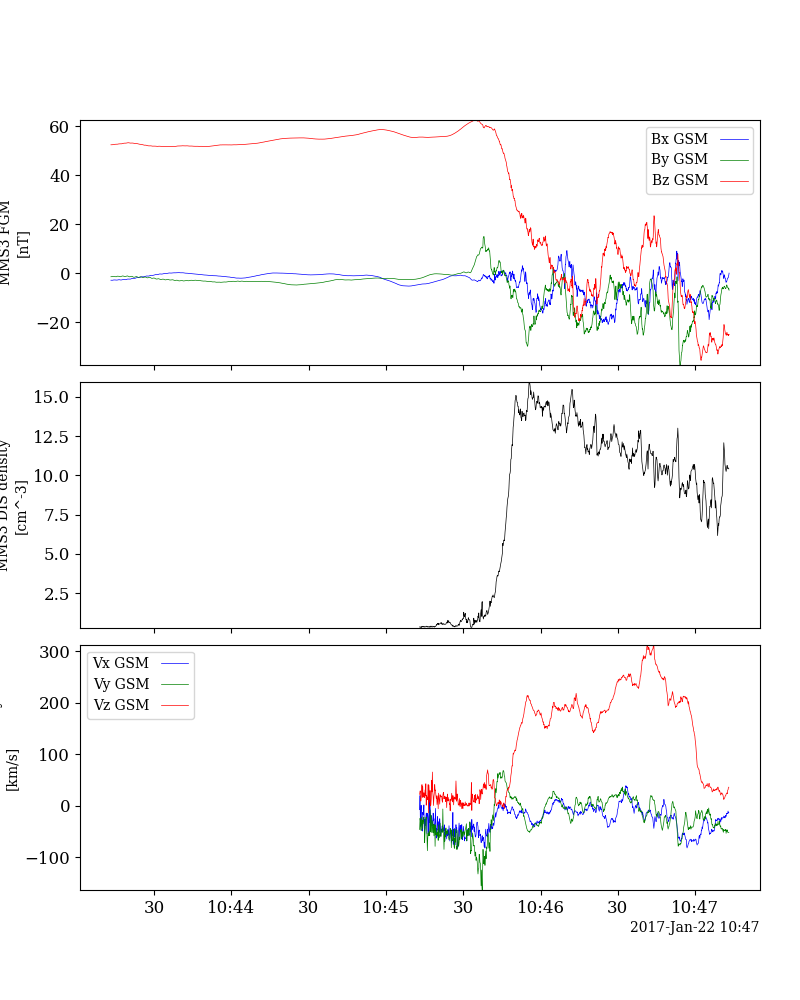 MMS3 FGM
[nT]
60
40
20
0
−20
Bx GSM
By GSM
Bz GSM
MMS3 DIS density
[cm^-3]
15.0
12.5
10.0
7.5
5.0
2.5
[km/s]
300
200
100
0
−100
Vx GSM
Vy GSM
Vz GSM
30 10:44 30 10:45 30 10:46 30 10:47
2017-Jan-22 10:47